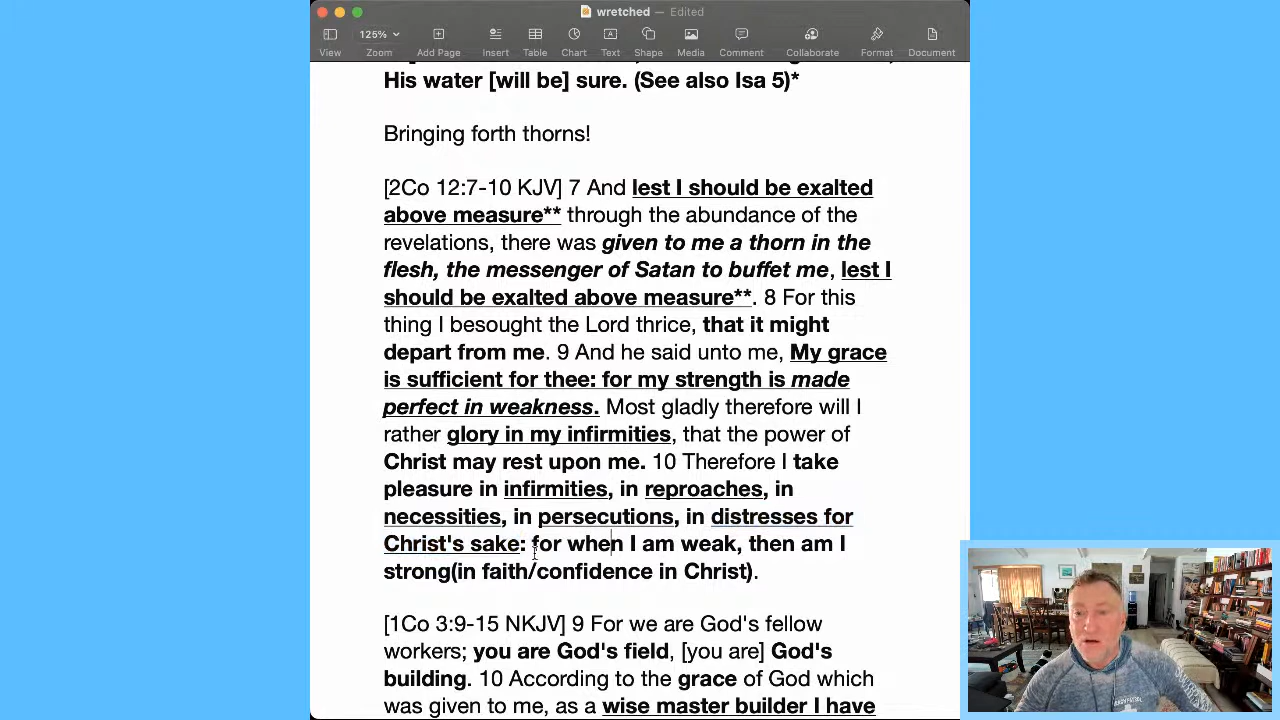 wretched — Edited
125%
View Zoom Add Page Insert Table Chart Text Shape Media Comment Collaborate Format Document
His water [will be] sure. (See also Isa 5)*
Bringing forth thorns!
[2Co 12:7-10 KJV] 7 And lest I should be exalted
above measure** through the abundance of the
revelations, there was given to me a thorn in the
flesh, the messenger of Satan to buffet me, lest I
should be exalted above measure**. 8 For this
thing I besought the Lord thrice, that it might
depart from me. 9 And he said unto me, My grace
is sufficient for thee: for my strength is made
perfect in weakness. Most gladly therefore will I
rather glory in my infirmities, that the power of
Christ may rest upon me. 10 Therefore I take
pleasure in infirmities, in reproaches, in
necessities, in persecutions, in distresses for
Christ's sake: for when I am weak, then am I
strong(in faith/confidence in Christ).
[1Co 3:9-15 NKJV] 9 For we are God's fellow
workers; you are God's field, [you are] God's
building. 10 According to the grace of God which
was given to me, as a wise master builder I have